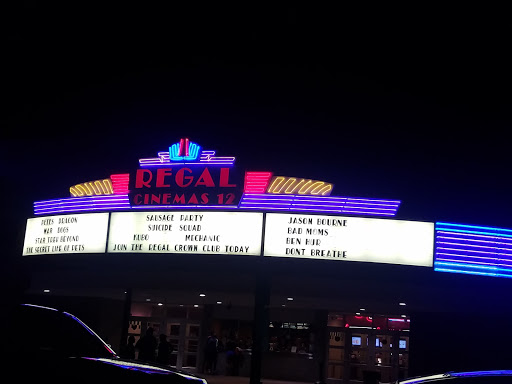 REGAL
CINEMAS 12
PETES DRAGON
WAR DOGS
STAR TREK BEYOND
THE SECRET LIFE OF PETS
SAUSAGE PARTY
SUICIDE SQUAD
KUBO MECHANIC
JOIN THE REGAL CROWN CLUB TODAY
JASON BOURNE
BAD MOMS
BEN HUR
DONT BREATHE